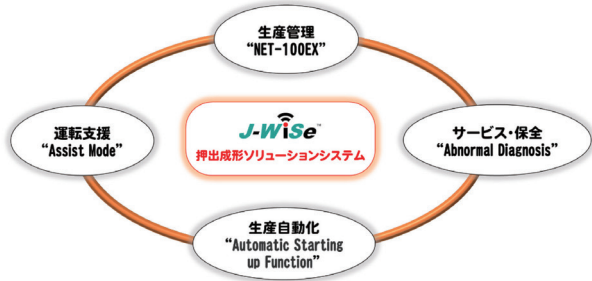 生産管理
“NET-100EX”
運転支援
“Assist Mode”
J-WiSe™
押出成形ソリューションシステム
サービス・保全
“Abnormal Diagnosis”
生産自動化
“Automatic Starting
up Function”